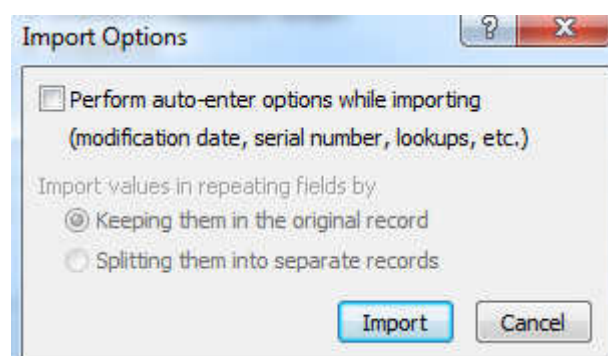 Import Options
Perform auto-enter options while importing
(modification date, serial number, lookups, etc.)
Import values in repeating fields by
Keeping them in the original record
Splitting them into separate records
Import Cancel